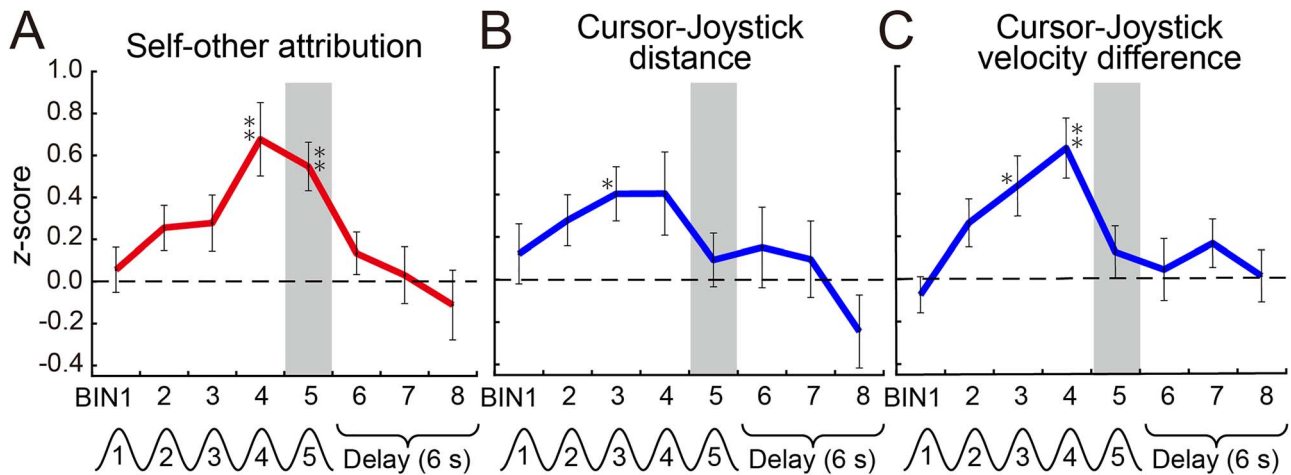 A
Self-other attribution
z-score
1.0
0.8
0.6
0.4
0.2
0.0
-0.2
-0.4
**
**
BIN1 2 3 4 5 6 7 8
1 2 3 4 5 Delay (6 s)
B
Cursor-Joystick
distance
*
BIN1 2 3 4 5 6 7 8
1 2 3 4 5 Delay (6 s)
C
Cursor-Joystick
velocity difference
*
**
BIN1 2 3 4 5 6 7 8
1 2 3 4 5 Delay (6 s)